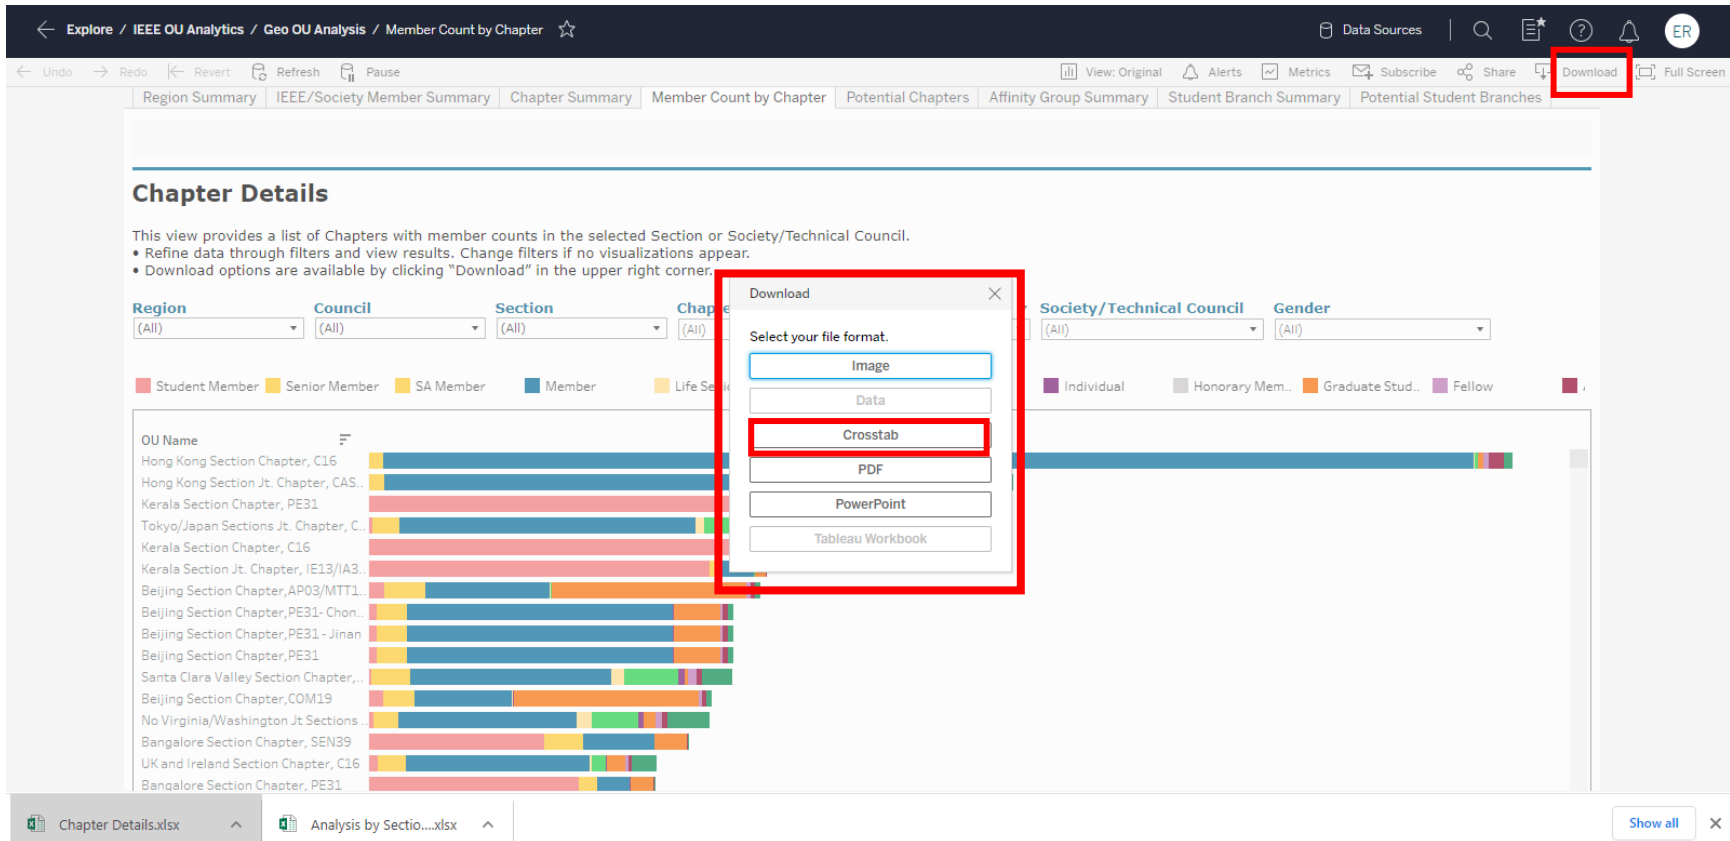 Explore / IEEE OU Analytics / Geo OU Analysis / Member Count by Chapter
Data Sources
ER
Undo Redo Revert Refresh Pause View: Original Alerts Metrics Subscribe Share Download Full Screen
Region Summary IEEE/Society Member Summary Chapter Summary Member Count by Chapter Potential Chapters Affinity Group Summary Student Branch Summary Potential Student Branches
Chapter Details
This view provides a list of Chapters with member counts in the selected Section or Society/Technical Council.
• Refine data through filters and view results. Change filters if no visualizations appear.
• Download options are available by clicking “Download” in the upper right corner.
Region Council Section Chapte Society/Technical Council Gender
(All) (All) (All) (All) (All) (All)
Student Member Senior Member SA Member Member Life Se Individual Honorary Mem.. Graduate Stud.. Fellow
Download
Select your file format.
Image
Data
Crosstab
PDF
PowerPoint
Tableau Workbook
OU Name
Hong Kong Section Chapter, C16
Hong Kong Section Jt. Chapter, CAS..
Kerala Section Chapter, PE31
Tokyo/Japan Sections Jt. Chapter, C..
Kerala Section Chapter, C16
Kerala Section Jt. Chapter, IE13/IA3..
Beijing Section Chapter,AP03/MTT1..
Beijing Section Chapter,PE31- Chon..
Beijing Section Chapter,PE31 - Jinan
Beijing Section Chapter,PE31
Santa Clara Valley Section Chapter,..
Beijing Section Chapter,COM19
No Virginia/Washington Jt Sections ..
Bangalore Section Chapter, SEN39
UK and Ireland Section Chapter, C16
Bangalore Section Chapter, PE31
Chapter Details.xlsx
Analysis by Sectio....xlsx
Show all